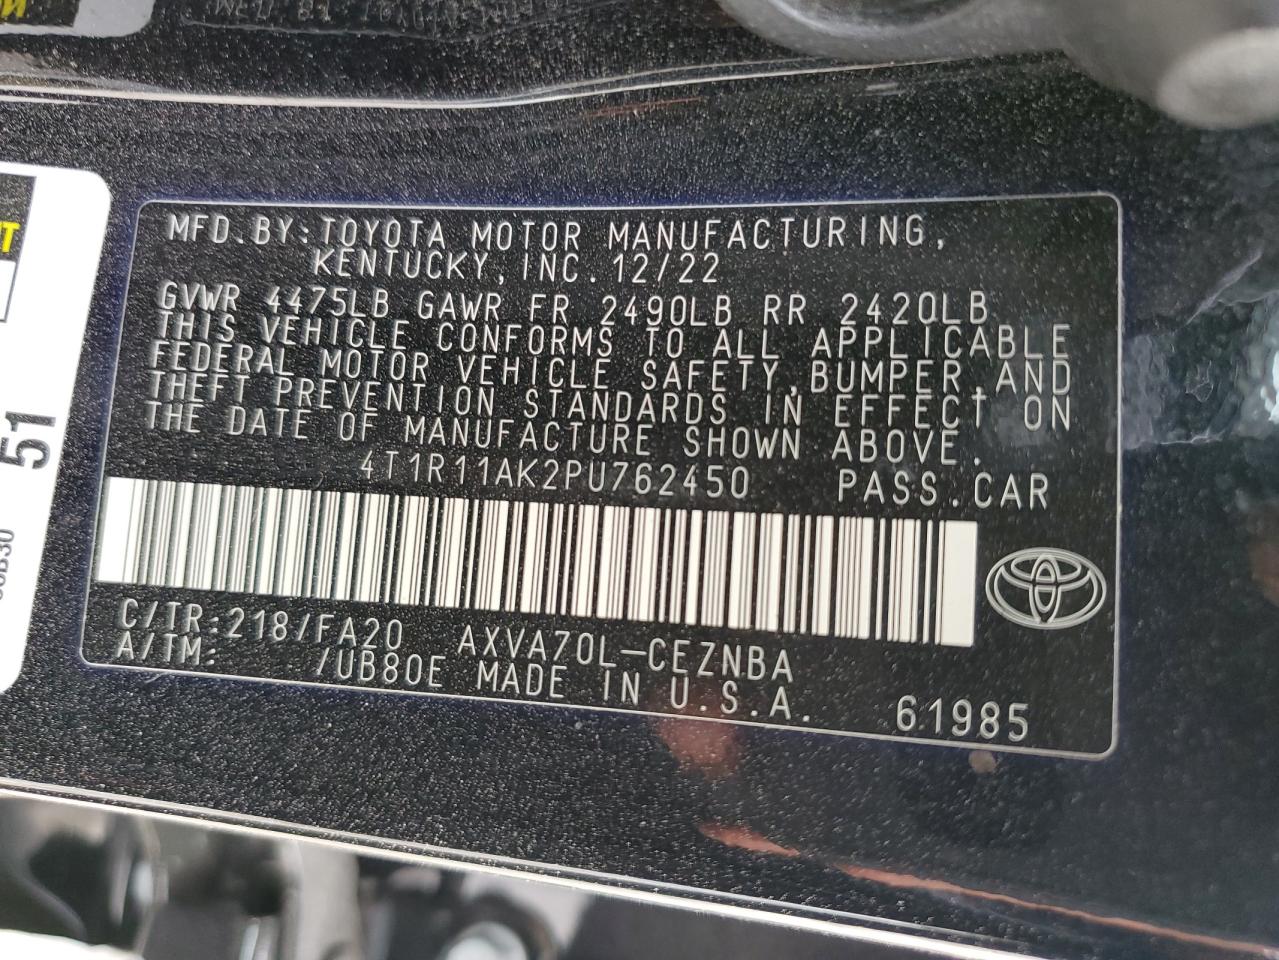 MFD.BY:TOYOTA MOTOR MANUFACTURING,
KENTUCKY,INC.12/22
GVWR 4475LB GAWR FR 2490LB RR 2420LB
THIS VEHICLE CONFORMS TO ALL APPLICABLE
FEDERAL MOTOR VEHICLE SAFETY,BUMPER,AND
THEFT PREVENTION STANDARDS IN EFFECT ON
THE DATE OF MANUFACTURE SHOWN ABOVE.
4T1R11AK2PU762450 PASS.CAR
C/TR:218/FA20 AXVA70L-CEZNBA
A/TM: /UB80E MADE IN U.S.A.
61985
51